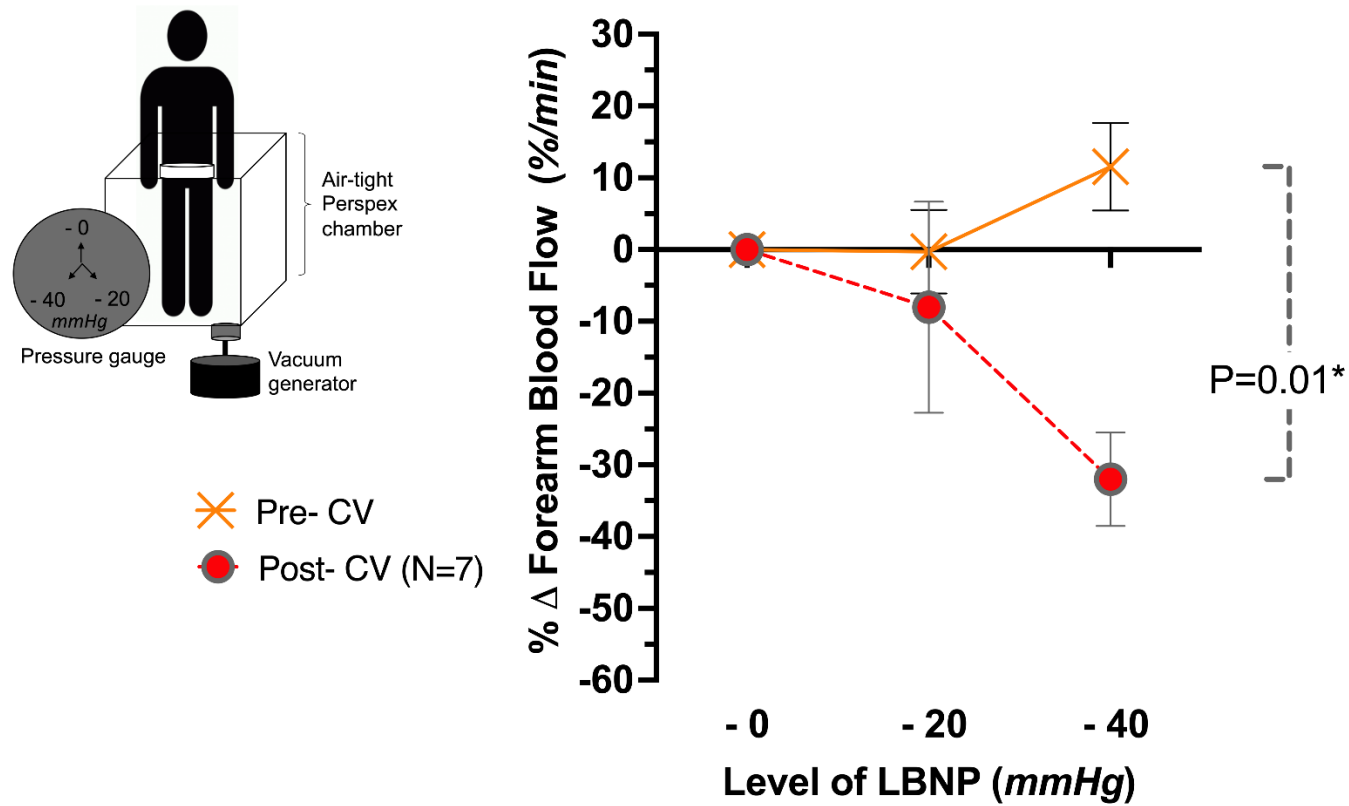 Air-tight
Perspex
chamber
- 0
- 40
- 20
mmHg
Pressure gauge
Vacuum
generator
Pre- CV
Post- CV (N=7)
% Δ Forearm Blood Flow (%/min)
30
20
10
0
-10
-20
-30
-40
-50
-60
- 0
- 20
- 40
Level of LBNP (mmHg)
P=0.01*